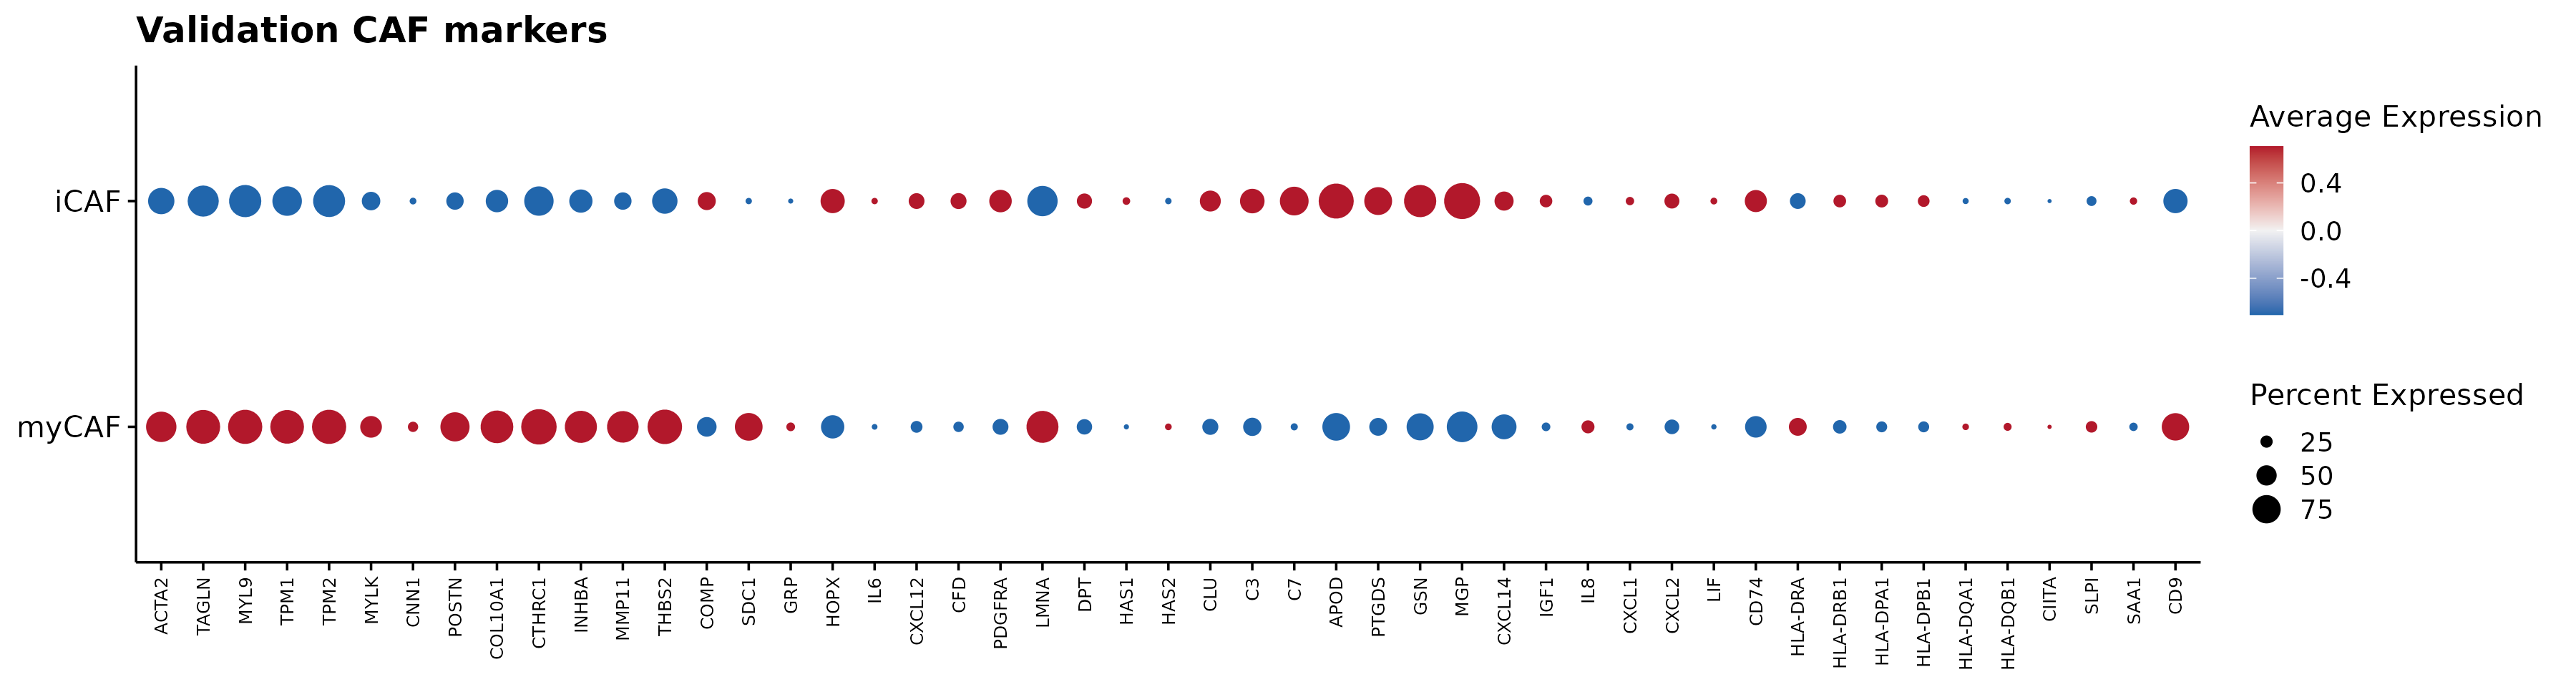 Validation CAF markers
iCAF
myCAF
ACTA2
TAGLN
MYL9
TPM1
TPM2
MYLK
CNN1
POSTN
COL10A1
CTHRC1
INHBA
MMP11
THBS2
COMP
SDC1
GRP
HOPX
IL6
CXCL12
CFD
PDGFRA
LMNA
DPT
HAS1
HAS2
CLU
C3
C7
APOD
PTGDS
GSN
MGP
CXCL14
IGF1
IL8
CXCL1
CXCL2
LIF
CD74
HLA-DRA
HLA-DRB1
HLA-DPA1
HLA-DPB1
HLA-DQA1
HLA-DQB1
CIITA
SLPI
SAA1
CD9
Average Expression
0.4
0.0
-0.4
Percent Expressed
25
50
75